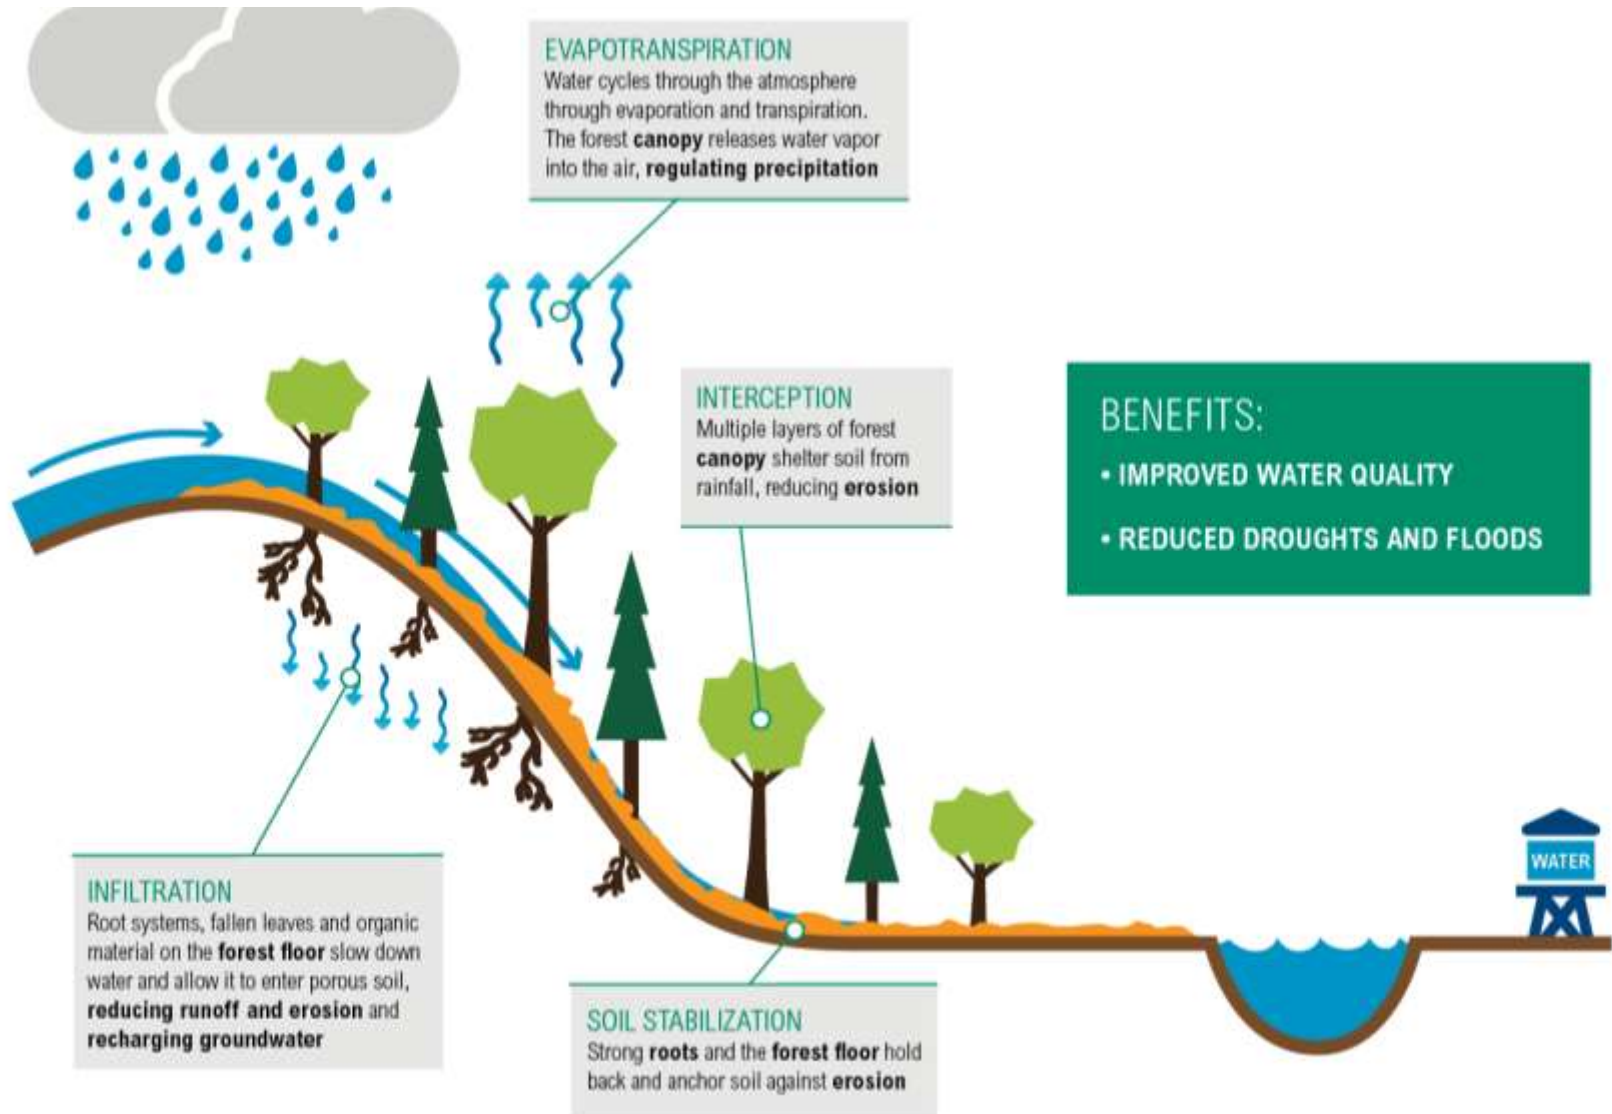 EVAPOTRANSPIRATION
Water cycles through the atmosphere
through evaporation and transpiration.
The forest canopy releases water vapor
into the air, regulating precipitation
INTERCEPTION
Multiple layers of forest
canopy shelter soil from
rainfall, reducing erosion
BENEFITS:
• IMPROVED WATER QUALITY
• REDUCED DROUGHTS AND FLOODS
WATER
INFILTRATION
Root systems, fallen leaves and organic
material on the forest floor slow down
water and allow it to enter porous soil,
reducing runoff and erosion and
recharging groundwater
SOIL STABILIZATION
Strong roots and the forest floor hold
back and anchor soil against erosion